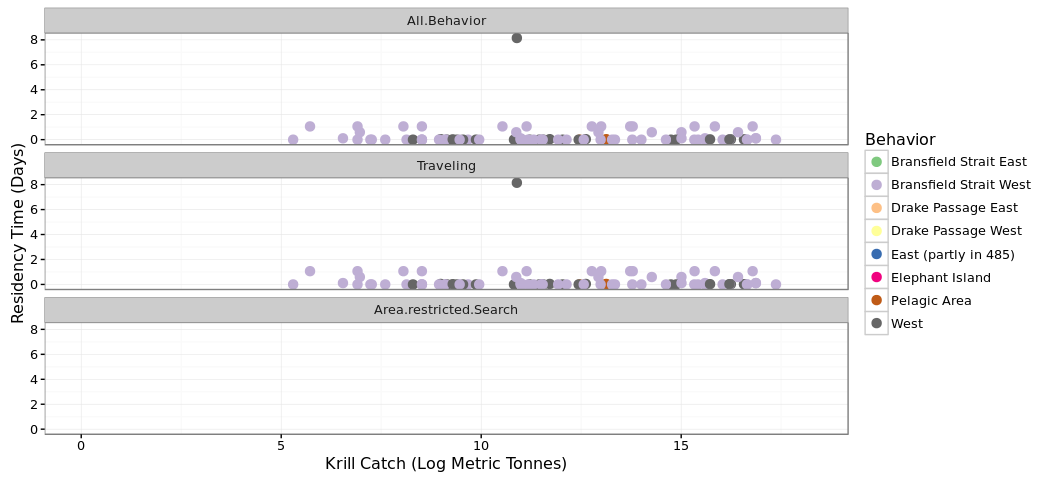 All.Behavior
8
6
4
2
0
Traveling
8
6
4
2
0
Area.restricted.Search
8
6
4
2
0
0 5 10 15
Krill Catch (Log Metric Tonnes)
Residency Time (Days)
Behavior
Bransfield Strait East
Bransfield Strait West
Drake Passage East
Drake Passage West
East (partly in 485)
Elephant Island
Pelagic Area
West